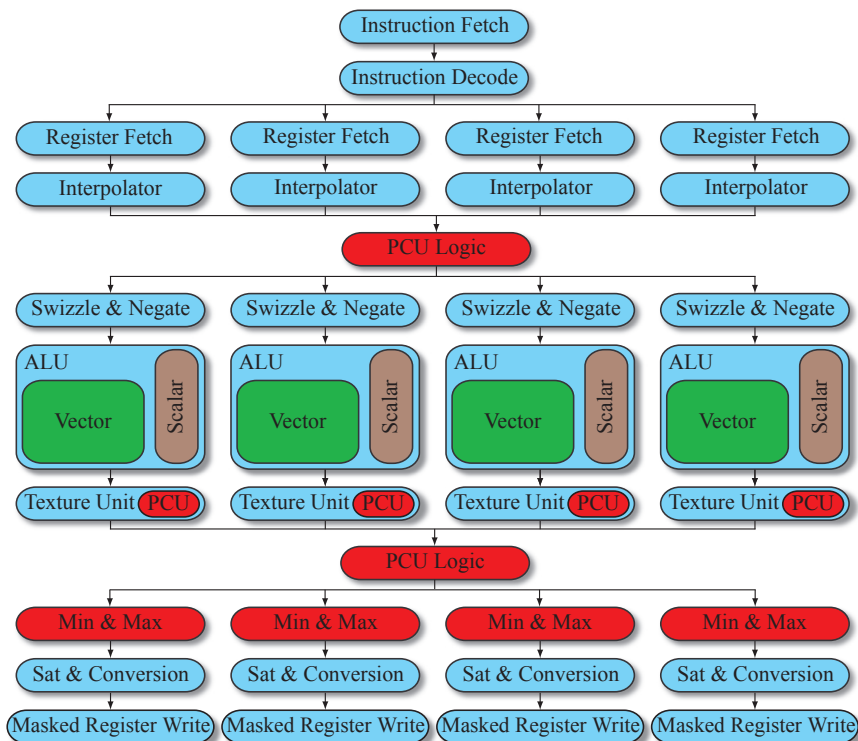 Instruction Fetch
Instruction Decode
Register Fetch Register Fetch Register Fetch Register Fetch
Interpolator Interpolator Interpolator Interpolator
PCU Logic
Swizzle & Negate Swizzle & Negate Swizzle & Negate Swizzle & Negate
ALU ALU ALU ALU
Vector Scalar Vector Scalar Vector Scalar Vector Scalar
Texture Unit PCU Texture Unit PCU Texture Unit PCU Texture Unit PCU
PCU Logic
Min & Max Min & Max Min & Max Min & Max
Sat & Conversion Sat & Conversion Sat & Conversion Sat & Conversion
Masked Register Write Masked Register Write Masked Register Write Masked Register Write